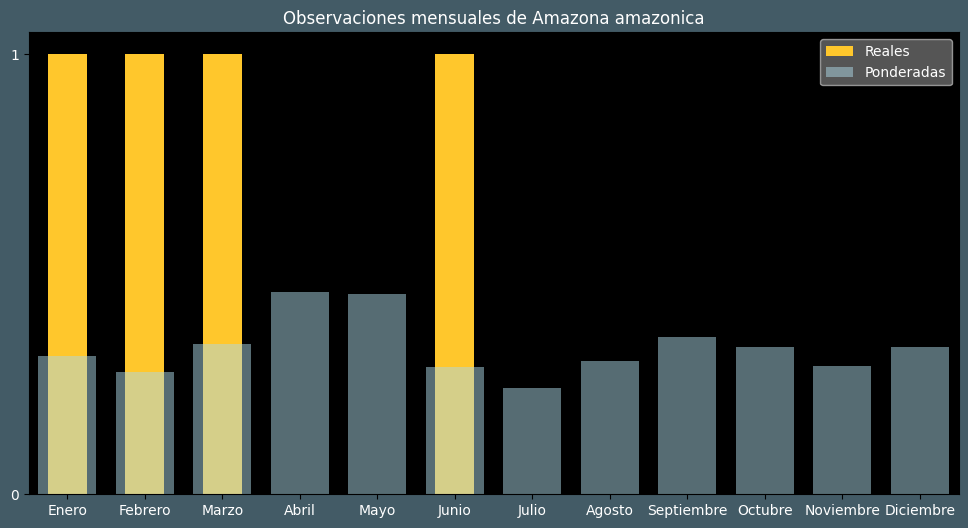 Observaciones mensuales de Amazona amazonica
Reales
Ponderadas
1
0
Enero Febrero Marzo Abril Mayo Junio Julio Agosto Septiembre Octubre Noviembre Diciembre